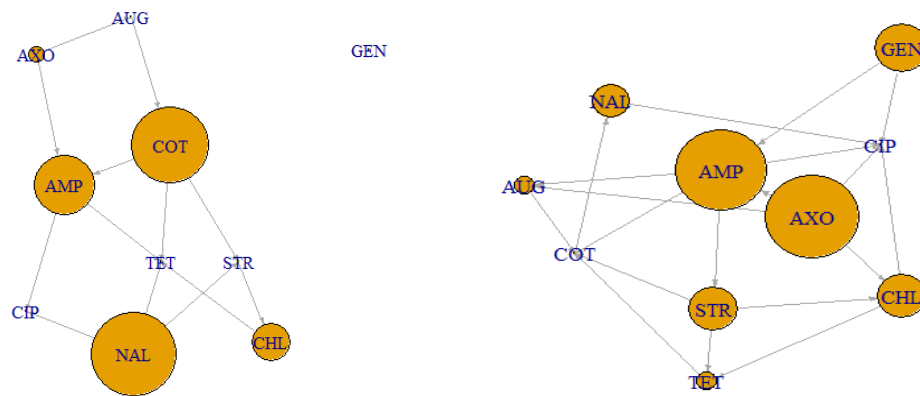 AUG
AXO
GEN
COT
AMP
TET
STR
CIP
CHL
NAL
GEN
NAL
CIP
AMP
AUG
AXO
COT
CHL
STR
TET